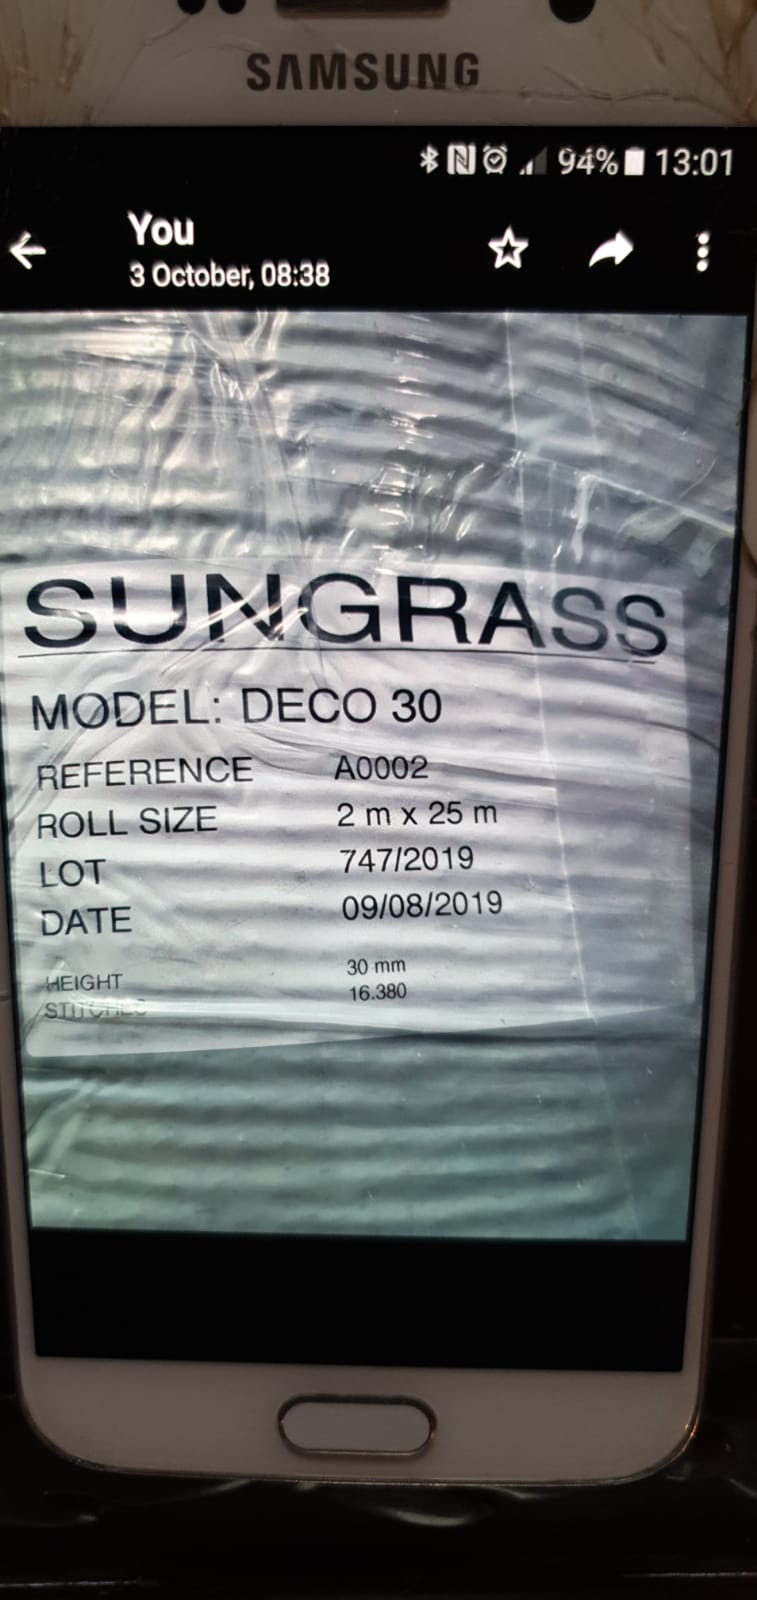 SAMSUNG
94% 13:01
You
3 October, 08:38
SUNGRASS
MODEL: DECO 30
REFERENCE A0002
ROLL SIZE 2 m x 25 m
LOT 747/2019
DATE 09/08/2019
HEIGHT 30 mm
STITCHES 16.380